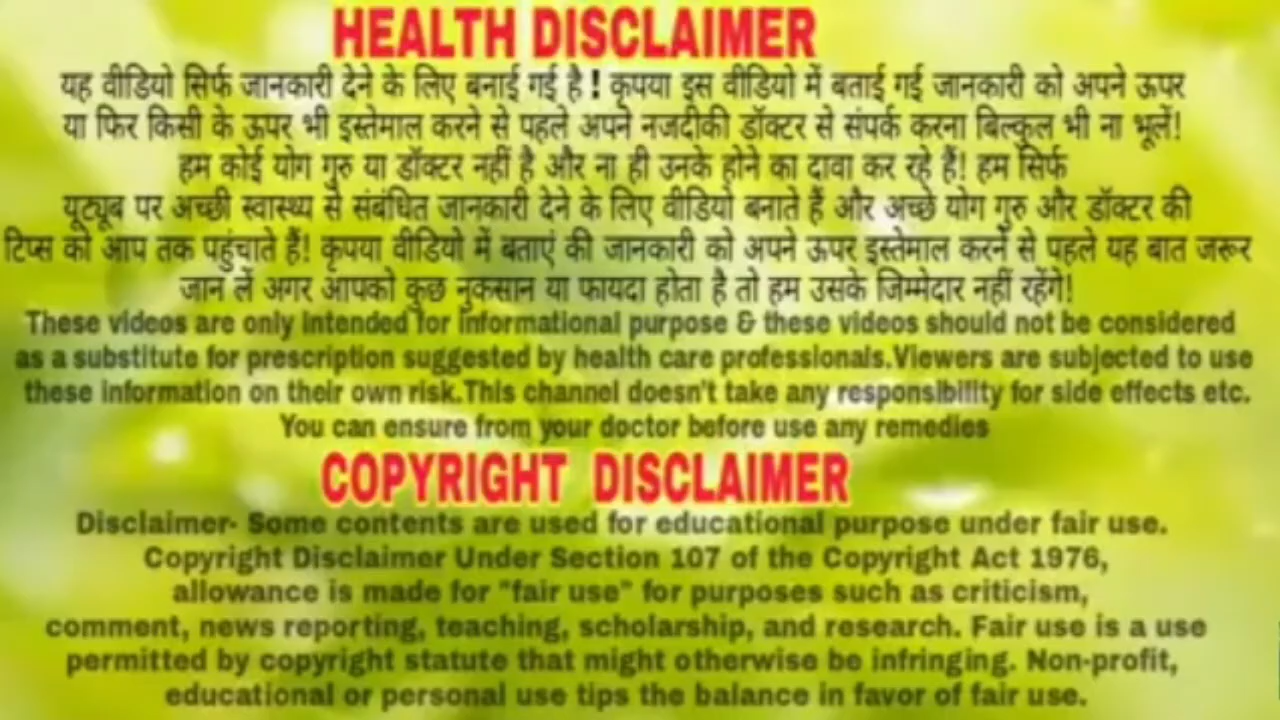 HEALTH DISCLAIMER
यह वीडियो सिर्फ जानकारी देने के लिए बनाई गई है ! कृपया इस वीडियो में बताई गई जानकारी को अपने ऊपर
या फिर किसी के ऊपर भी इस्तेमाल करने से पहले अपने नजदीकी डॉक्टर से संपर्क करना बिल्कुल भी ना भूलें!
हम कोई योग गुरु या डॉक्टर नहीं है और ना ही उनके होने का दावा कर रहे हैं! हम सिर्फ
यूट्यूब पर अच्छी स्वास्थ्य से संबंधित जानकारी देने के लिए वीडियो बनाते हैं और अच्छे योग गुरु और डॉक्टर की
टिप्स को आप तक पहुंचाते हैं! कृपया वीडियो में बताएं की जानकारी को अपने ऊपर इस्तेमाल करने से पहले यह बात जरूर
जान लें अगर आपको कुछ नुकसान या फायदा होता है तो हम उसके जिम्मेदार नहीं रहेंगे!
These videos are only intended for informational purpose & these videos should not be considered
as a substitute for prescription suggested by health care professionals.Viewers are subjected to use
these information on their own risk.This channel doesn't take any responsibility for side effects etc.
You can ensure from your doctor before use any remedies
COPYRIGHT DISCLAIMER
Disclaimer- Some contents are used for educational purpose under fair use.
Copyright Disclaimer Under Section 107 of the Copyright Act 1976,
allowance is made for "fair use" for purposes such as criticism,
comment, news reporting, teaching, scholarship, and research. Fair use is a use
permitted by copyright statute that might otherwise be infringing. Non-profit,
educational or personal use tips the balance in favor of fair use.